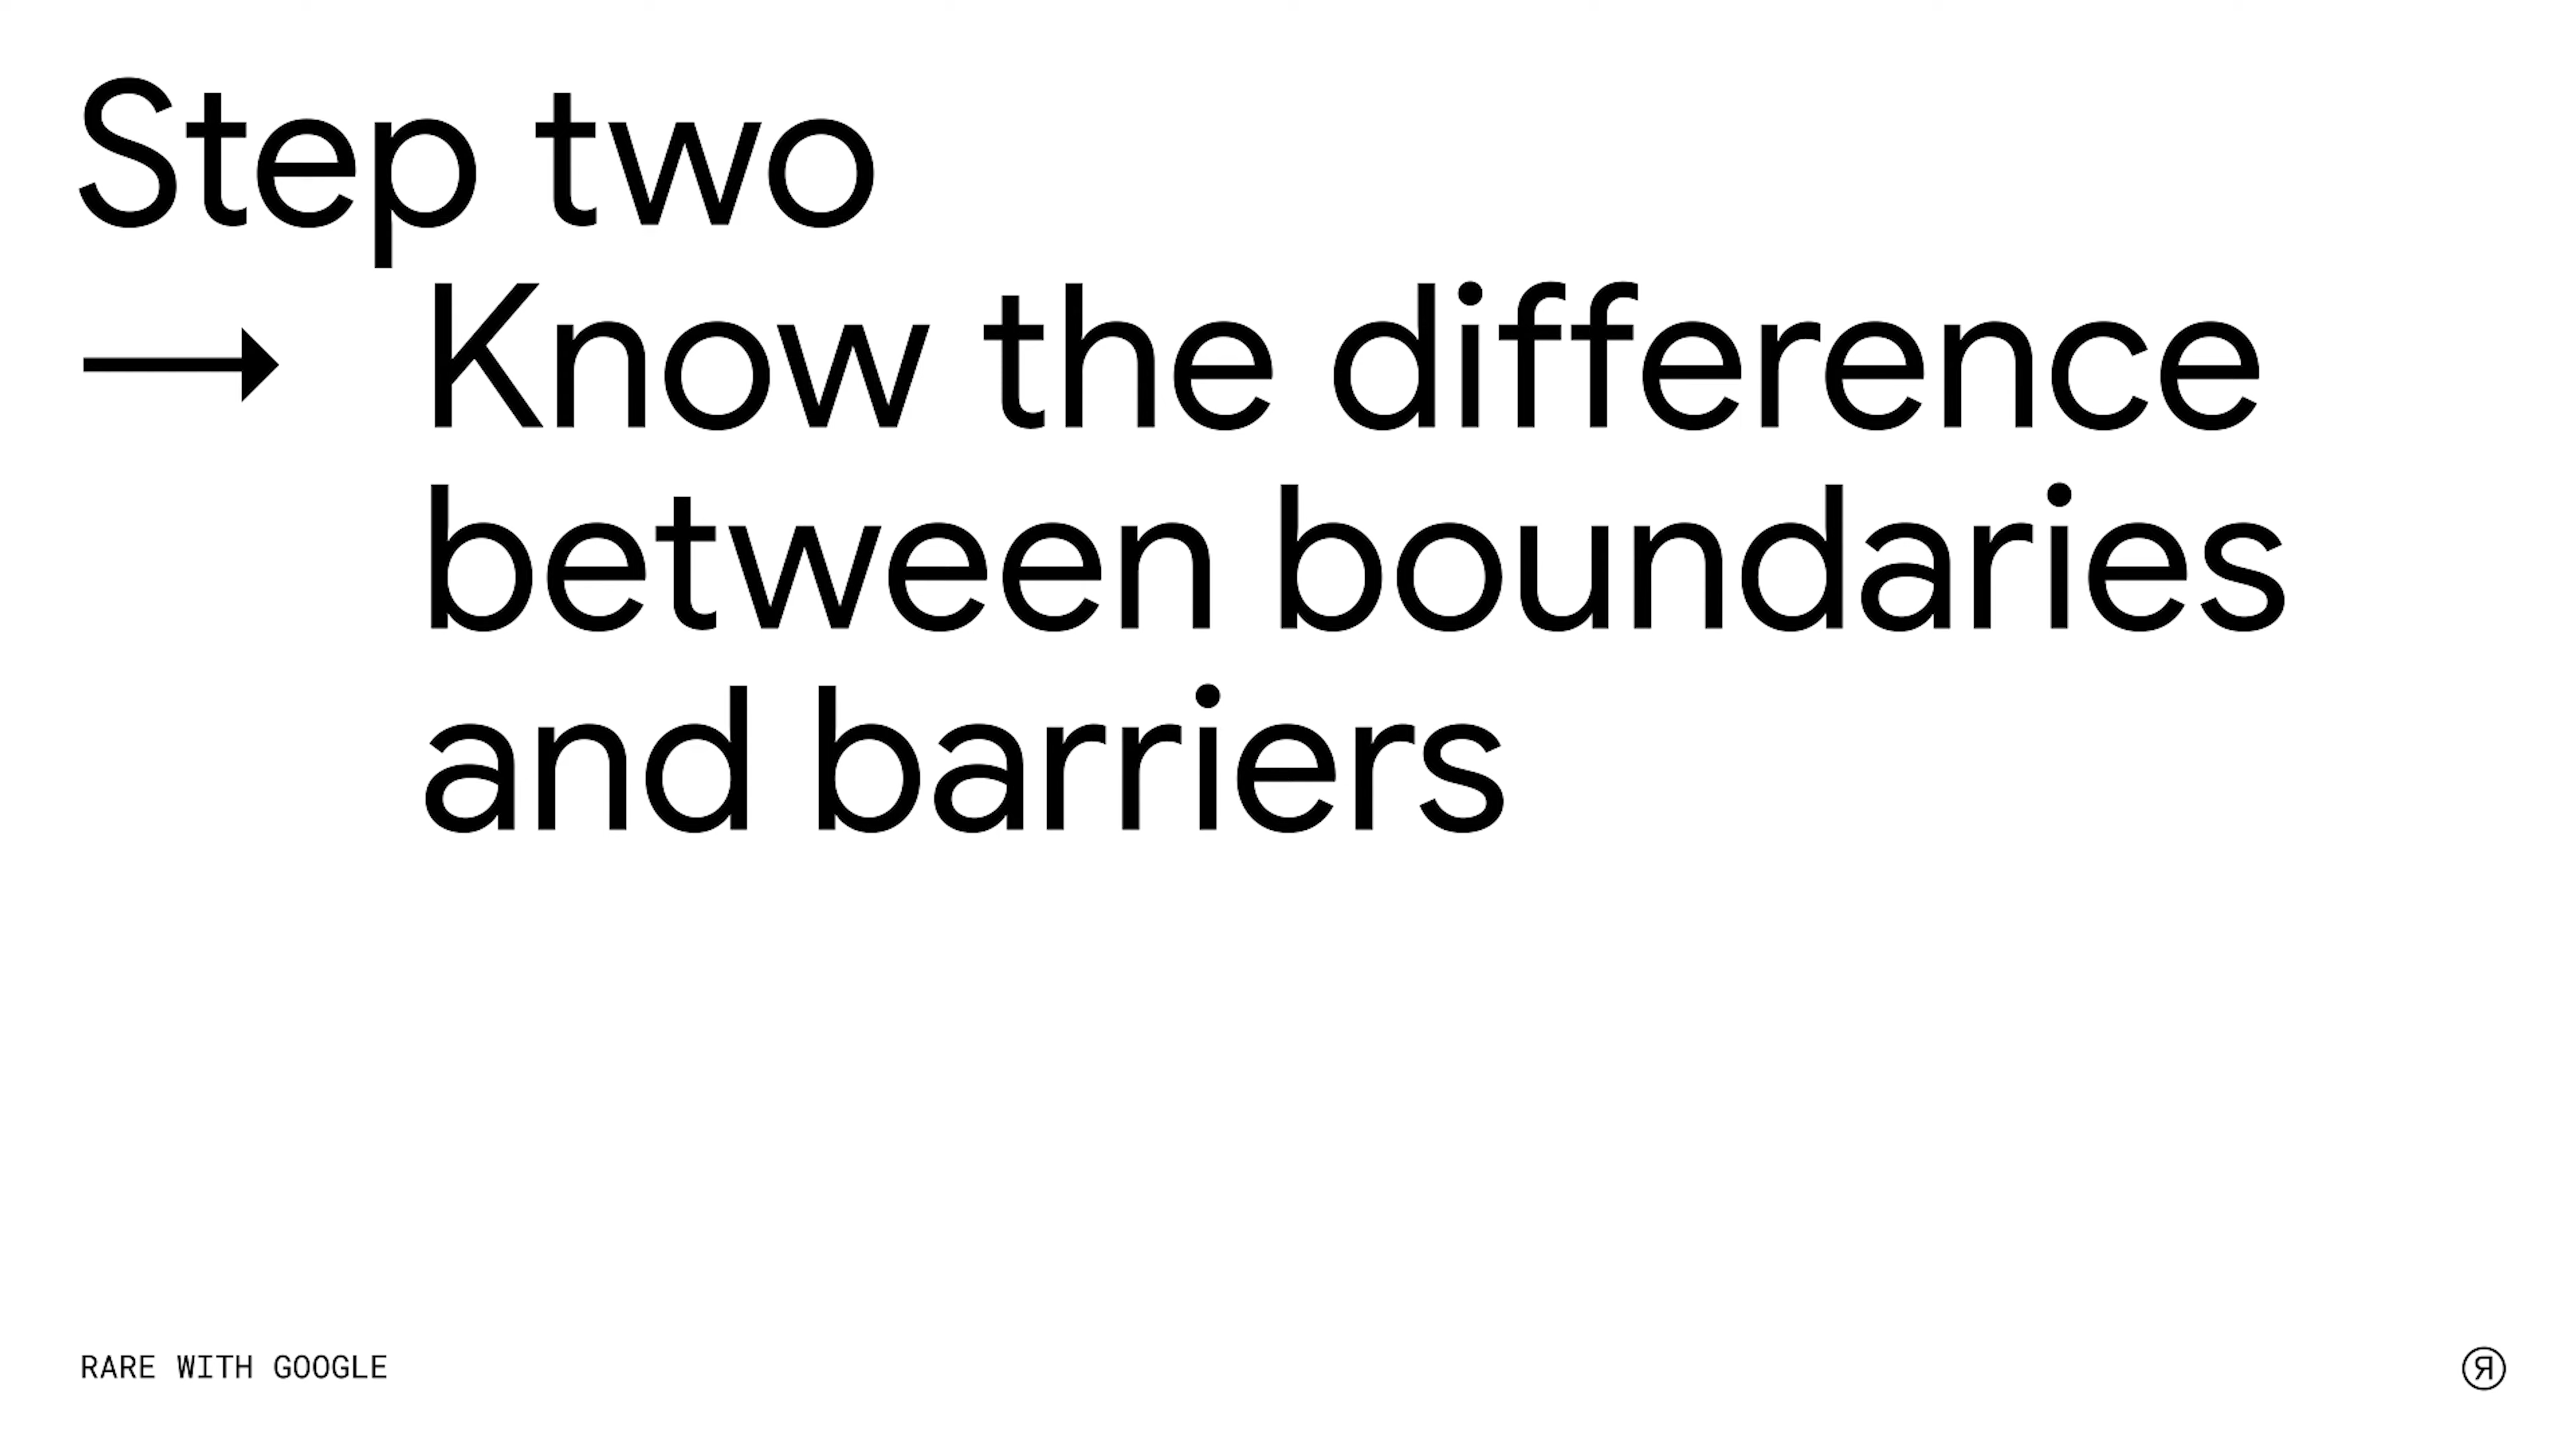 Step two
→ Know the difference
between boundaries
and barriers
RARE WITH GOOGLE
Я